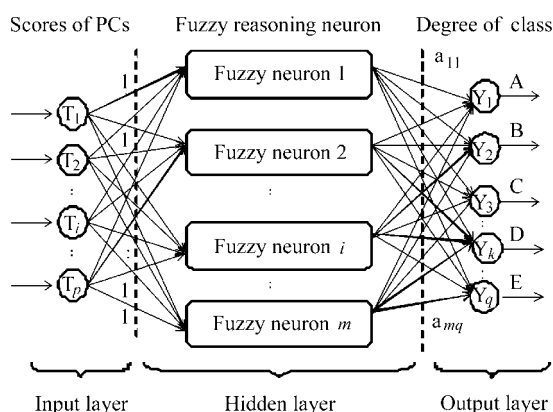 Scores of PCs
Fuzzy reasoning neuron
Degree of class
1
1
1
1
T1
T2
⋮
Ti
⋮
Tp
Fuzzy neuron 1
Fuzzy neuron 2
⋮
Fuzzy neuron i
⋮
Fuzzy neuron m
a11
amq
Y1 A
Y2 B
Y3 C
Yk D
⋮
Yq E
Input layer
Hidden layer
Output layer